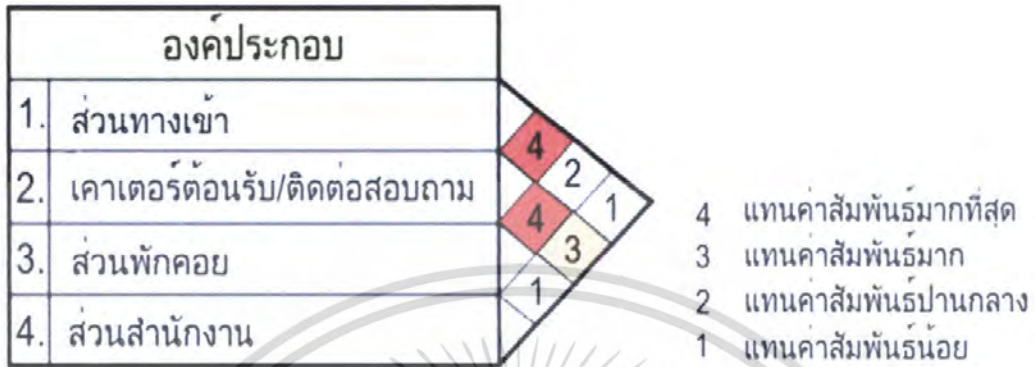 องค์ประกอบ
1. ส่วนทางเข้า
2. เคาเตอร์ต้อนรับ/ติดต่อสอบถาม
3. ส่วนพักคอย
4. ส่วนสำนักงาน
4
2
1
4
3
1
4 แทนค่าสัมพันธ์มากที่สุด
3 แทนค่าสัมพันธ์มาก
2 แทนค่าสัมพันธ์ปานกลาง
1 แทนค่าสัมพันธ์น้อย